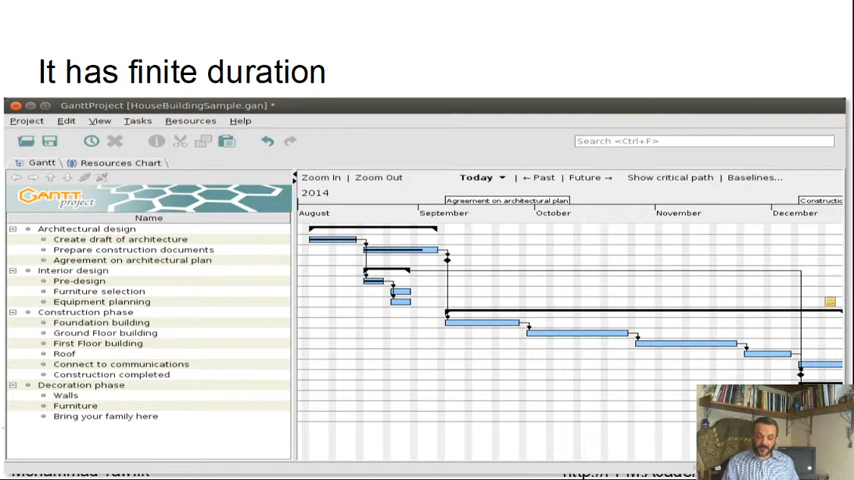 It has finite duration
GanttProject [HouseBuildingSample.gan] *
Project Edit View Tasks Resources Help
Search <Ctrl+F>
Gantt Resources Chart
Zoom In | Zoom Out Today | ← Past | Future → Show critical path | Baselines...
2014
Gantt project
Agreement on architectural plan
August September October November December
Name
Architectural design
Create draft of architecture
Prepare construction documents
Agreement on architectural plan
Interior design
Pre-design
Furniture selection
Equipment planning
Construction phase
Foundation building
Ground Floor building
First Floor building
Roof
Connect to communications
Construction completed
Decoration phase
Walls
Furniture
Bring your family here